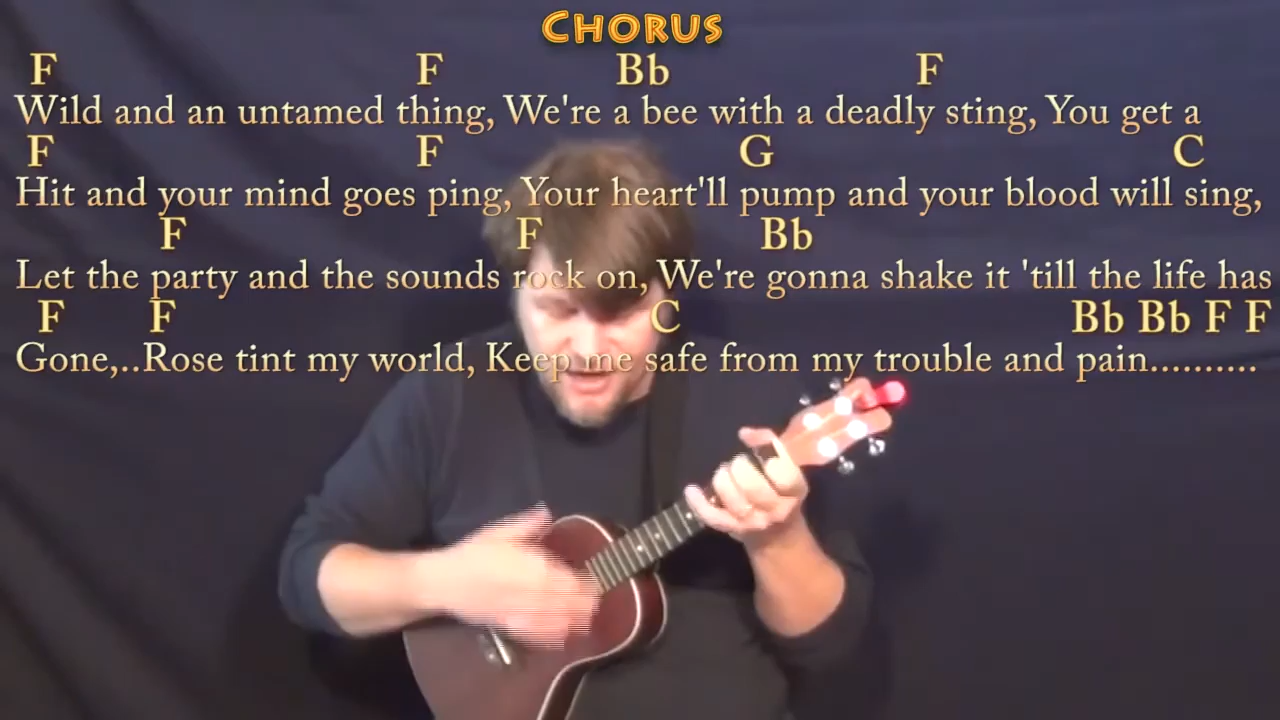 CHORUS
F F Bb F
Wild and an untamed thing, We're a bee with a deadly sting, You get a
F F G C
Hit and your mind goes ping, Your heart'll pump and your blood will sing,
F F Bb
Let the party and the sounds rock on, We're gonna shake it 'till the life has
F F C Bb Bb F F
Gone,..Rose tint my world, Keep me safe from my trouble and pain..........